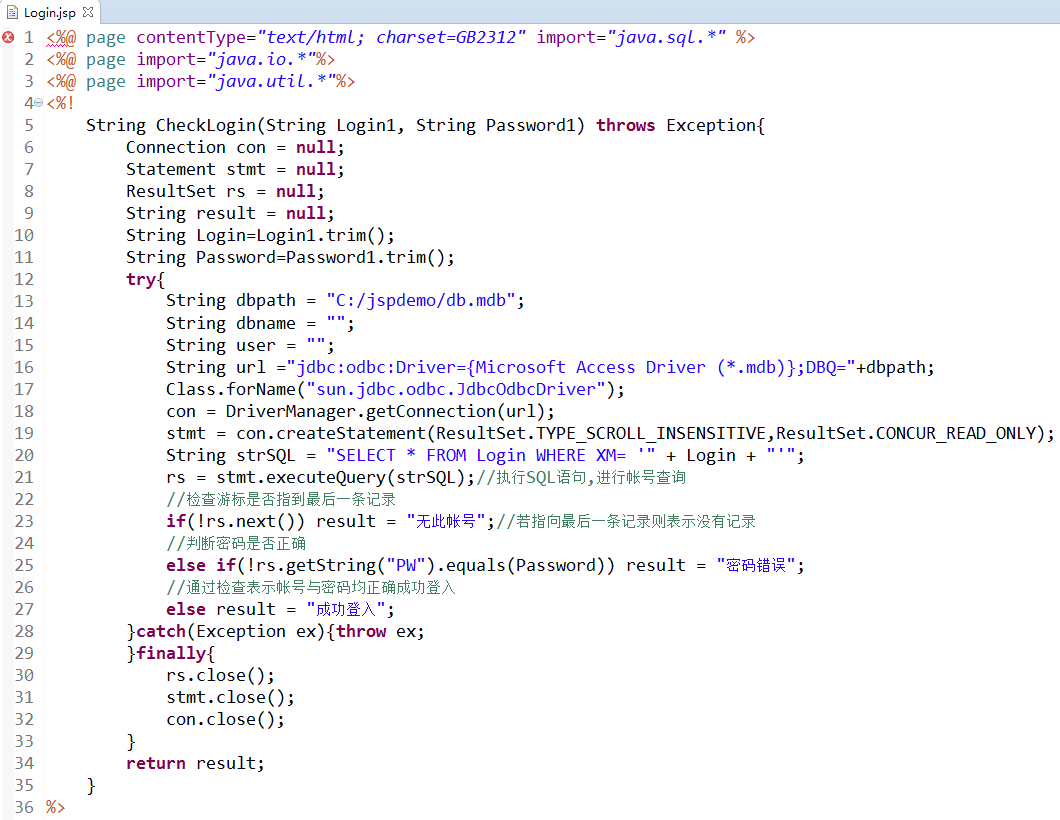 Login.jsp
1 <%@ page contentType="text/html; charset=GB2312" import="java.sql.*" %>
2 <%@ page import="java.io.*"%>
3 <%@ page import="java.util.*"%>
4 <%!
5     String CheckLogin(String Login1, String Password1) throws Exception{
6         Connection con = null;
7         Statement stmt = null;
8         ResultSet rs = null;
9         String result = null;
10         String Login=Login1.trim();
11         String Password=Password1.trim();
12         try{
13             String dbpath = "C:/jspdemo/db.mdb";
14             String dbname = "";
15             String user = "";
16             String url ="jdbc:odbc:Driver={Microsoft Access Driver (*.mdb)};DBQ="+dbpath;
17             Class.forName("sun.jdbc.odbc.JdbcOdbcDriver");
18             con = DriverManager.getConnection(url);
19             stmt = con.createStatement(ResultSet.TYPE_SCROLL_INSENSITIVE,ResultSet.CONCUR_READ_ONLY);
20             String strSQL = "SELECT * FROM Login WHERE XM= '" + Login + "'";
21             rs = stmt.executeQuery(strSQL);//执行SQL语句,进行帐号查询
22             //检查游标是否指到最后一条记录
23             if(!rs.next()) result = "无此帐号";//若指向最后一条记录则表示没有记录
24             //判断密码是否正确
25             else if(!rs.getString("PW").equals(Password)) result = "密码错误";
26             //通过检查表示帐号与密码均正确成功登入
27             else result = "成功登入";
28         }catch(Exception ex){throw ex;
29         }finally{
30             rs.close();
31             stmt.close();
32             con.close();
33         }
34         return result;
35     }
36 %>